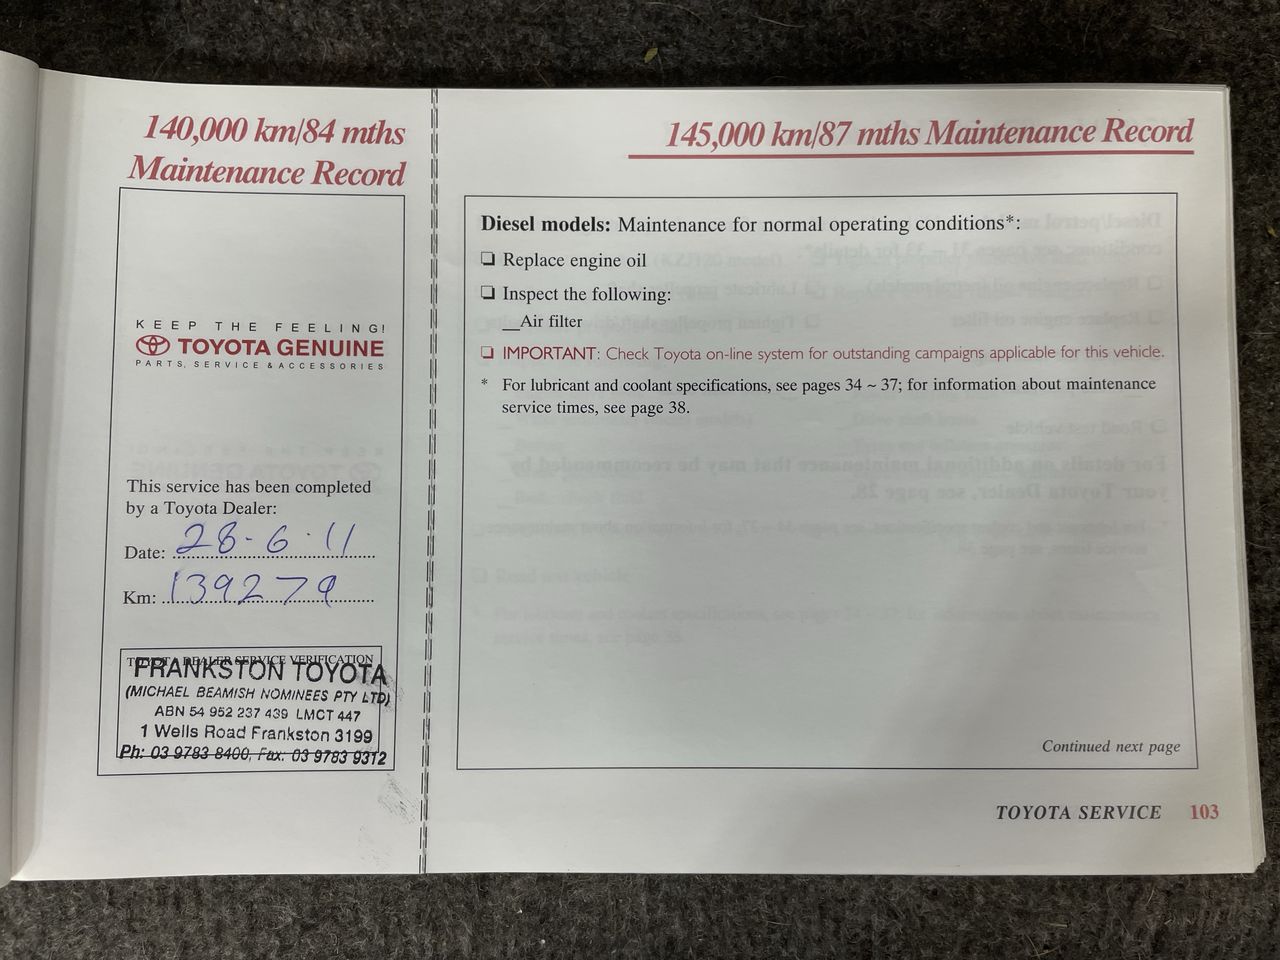 140,000 km/84 mths
Maintenance Record
KEEP THE FEELING!
TOYOTA GENUINE
PARTS, SERVICE & ACCESSORIES
This service has been completed
by a Toyota Dealer:
Date: 28-6-11
Km: 139279
TOYOTA DEALER SERVICE VERIFICATION
FRANKSTON TOYOTA
(MICHAEL BEAMISH NOMINEES PTY LTD)
ABN 54 952 237 439 LMCT 447
1 Wells Road Frankston 3199
Ph: 03 9783 8400, Fax: 03 9783 9312
145,000 km/87 mths Maintenance Record
Diesel models: Maintenance for normal operating conditions*:
❏ Replace engine oil
❏ Inspect the following:
__Air filter
❏ IMPORTANT: Check Toyota on-line system for outstanding campaigns applicable for this vehicle.
* For lubricant and coolant specifications, see pages 34 ~ 37; for information about maintenance
service times, see page 38.
Continued next page
TOYOTA SERVICE 103